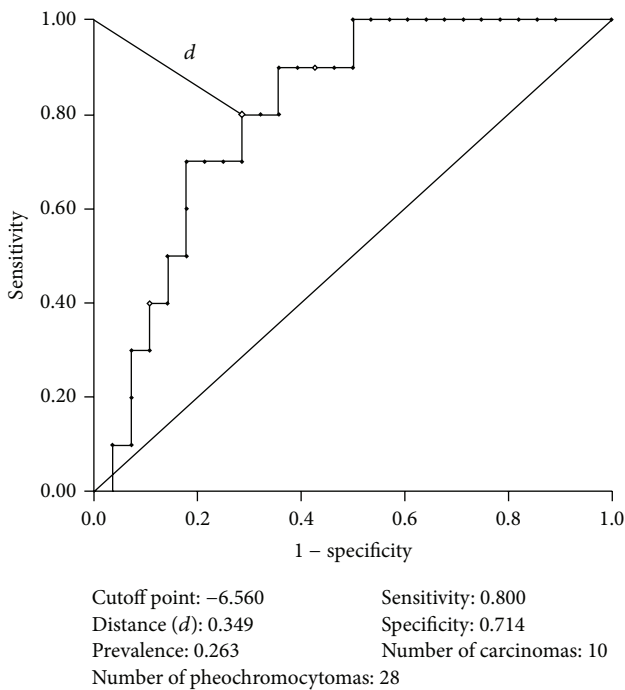 1.00
d
0.80
0.60
Sensitivity
0.40
0.20
0.00
0.0 0.2 0.4 0.6 0.8 1.0
1 − specificity
Cutoff point: −6.560 Sensitivity: 0.800
Distance (d): 0.349 Specificity: 0.714
Prevalence: 0.263 Number of carcinomas: 10
Number of pheochromocytomas: 28